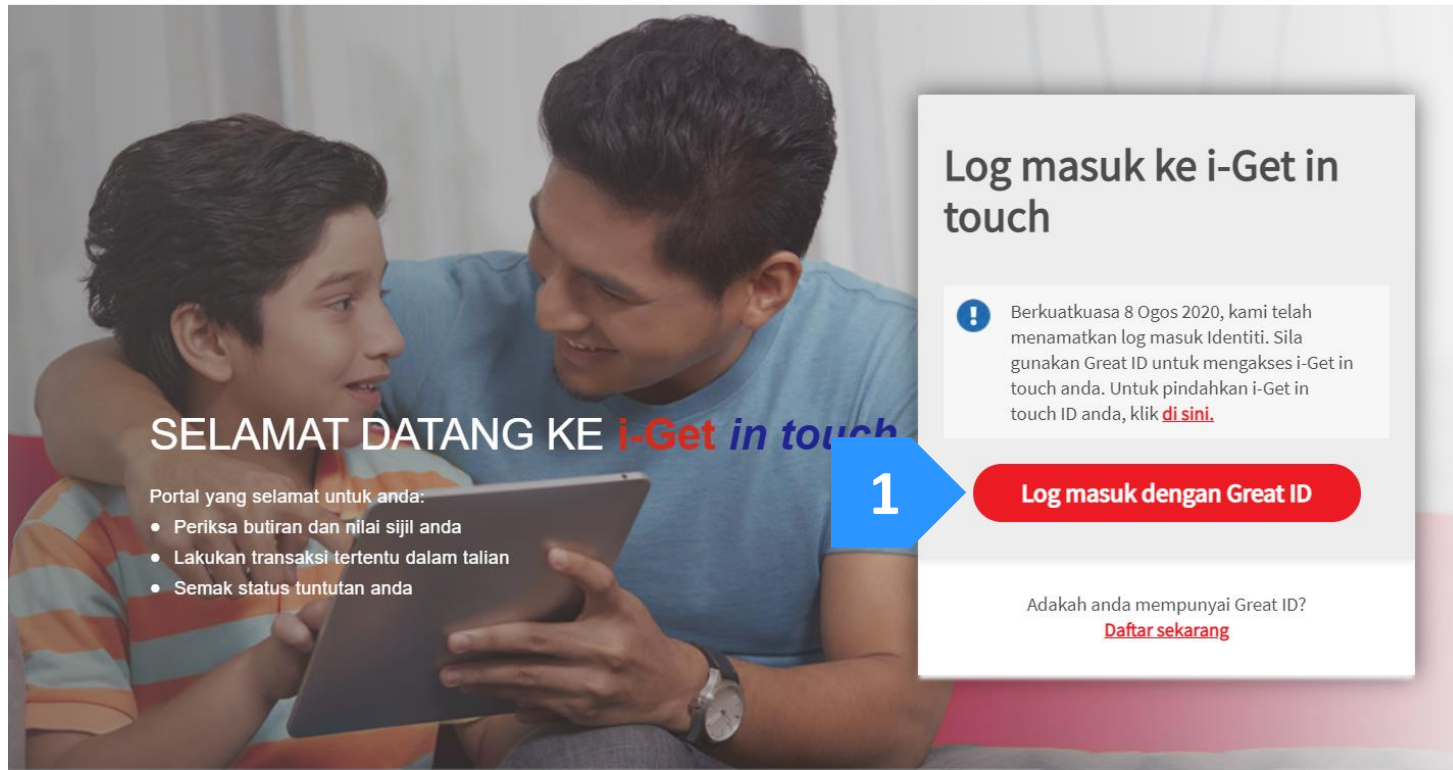 Log masuk ke i-Get in
touch
Berkuatkuasa 8 Ogos 2020, kami telah
menamatkan log masuk Identiti. Sila
gunakan Great ID untuk mengakses i-Get in
touch anda. Untuk pindahkan i-Get in
touch ID anda, klik di sini.
SELAMAT DATANG KE i-Get in touch
Portal yang selamat untuk anda:
● Periksa butiran dan nilai sijil anda
● Lakukan transaksi tertentu dalam talian
● Semak status tuntutan anda
1
Log masuk dengan Great ID
Adakah anda mempunyai Great ID?
Daftar sekarang